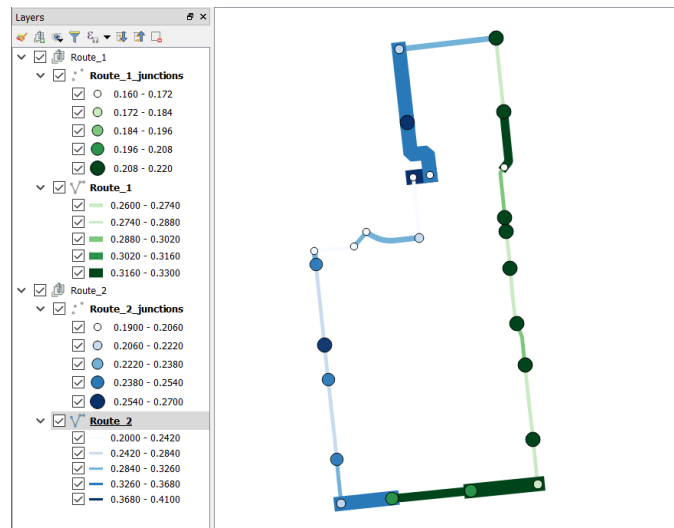 Layers
Route_1
Route_1_junctions
0.160 - 0.172
0.172 - 0.184
0.184 - 0.196
0.196 - 0.208
0.208 - 0.220
Route_1
0.2600 - 0.2740
0.2740 - 0.2880
0.2880 - 0.3020
0.3020 - 0.3160
0.3160 - 0.3300
Route_2
Route_2_junctions
0.1900 - 0.2060
0.2060 - 0.2220
0.2220 - 0.2380
0.2380 - 0.2540
0.2540 - 0.2700
Route_2
0.2000 - 0.2420
0.2420 - 0.2840
0.2840 - 0.3260
0.3260 - 0.3680
0.3680 - 0.4100